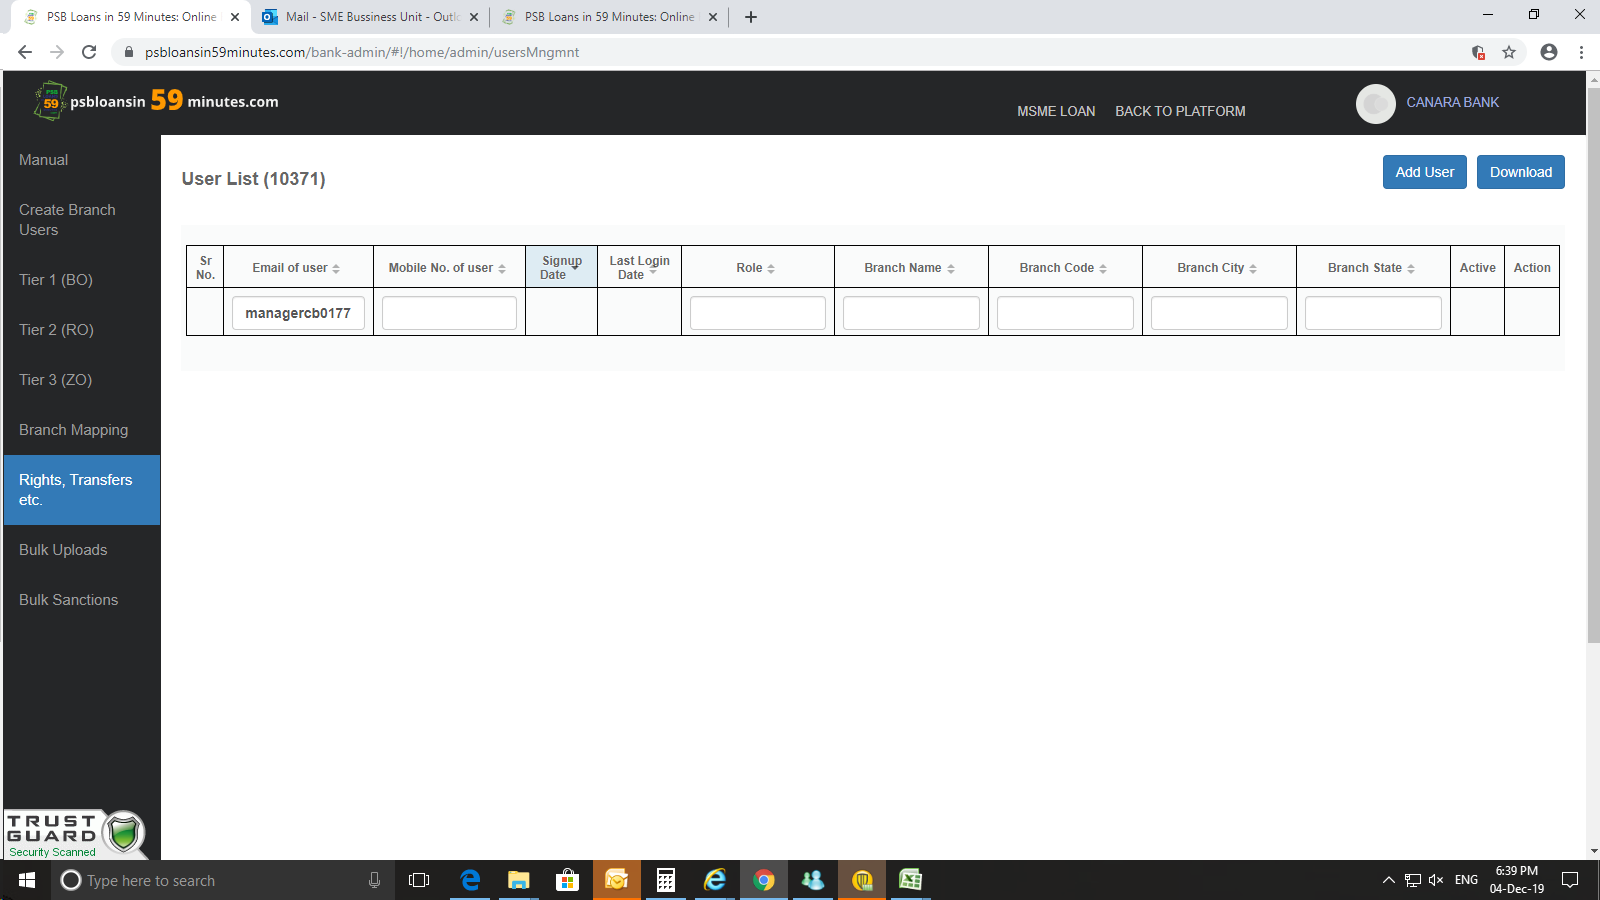 PSB Loans in 59 Minutes: Online
Mail - SME Bussiness Unit - Outlo
PSB Loans in 59 Minutes: Online
psbloansin59minutes.com/bank-admin/#!/home/admin/usersMngmnt
PSB
59
psbloansin 59 minutes.com
MSME LOAN
BACK TO PLATFORM
CANARA BANK
Manual
Create Branch
Users
Tier 1 (BO)
Tier 2 (RO)
Tier 3 (ZO)
Branch Mapping
Rights, Transfers
etc.
Bulk Uploads
Bulk Sanctions
User List (10371)
Add User
Download
Sr
No.
Email of user
Mobile No. of user
Signup
Date
Last Login
Date
Role
Branch Name
Branch Code
Branch City
Branch State
Active
Action
managercb0177
TRUST
GUARD
Security Scanned
Type here to search
ENG
6:39 PM
04-Dec-19